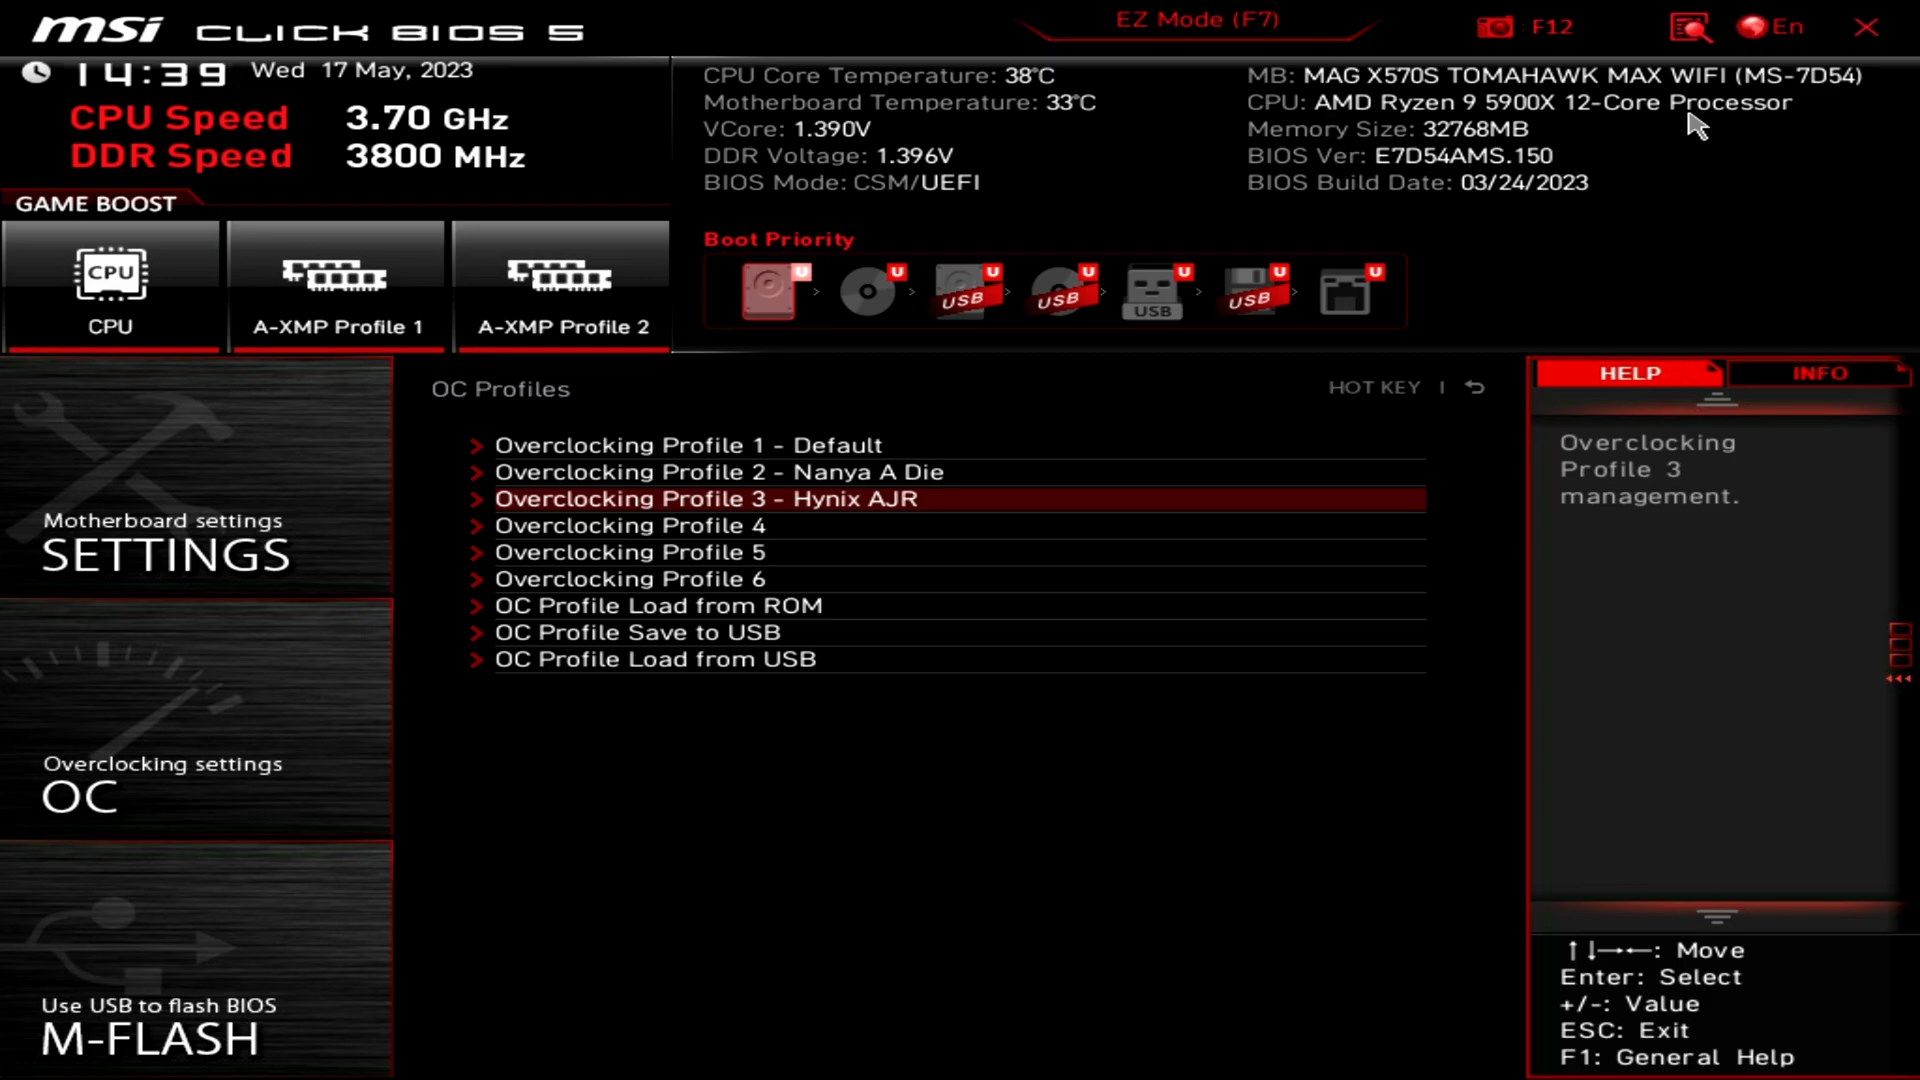 msi CLICK BIOS 5
EZ Mode (F7)
: F12
En
14:39 Wed 17 May, 2023
CPU Speed 3.70 GHz
DDR Speed 3800 MHz
CPU Core Temperature: 38°C
Motherboard Temperature: 33°C
VCore: 1.390V
DDR Voltage: 1.396V
BIOS Mode: CSM/UEFI
MB: MAG X570S TOMAHAWK MAX WIFI (MS-7D54)
CPU: AMD Ryzen 9 5900X 12-Core Processor
Memory Size: 32768MB
BIOS Ver: E7D54AMS.150
BIOS Build Date: 03/24/2023
GAME BOOST
CPU
CPU
A-XMP Profile 1
A-XMP Profile 2
Boot Priority
U U U U U U U
USB USB USB USB
Motherboard settings
SETTINGS
Overclocking settings
OC
Use USB to flash BIOS
M-FLASH
OC Profiles
HOT KEY |
> Overclocking Profile 1 - Default
> Overclocking Profile 2 - Nanya A Die
> Overclocking Profile 3 - Hynix AJR
> Overclocking Profile 4
> Overclocking Profile 5
> Overclocking Profile 6
> OC Profile Load from ROM
> OC Profile Save to USB
> OC Profile Load from USB
HELP
INFO
Overclocking
Profile 3
management.
↑↓→←: Move
Enter: Select
+/-: Value
ESC: Exit
F1: General Help